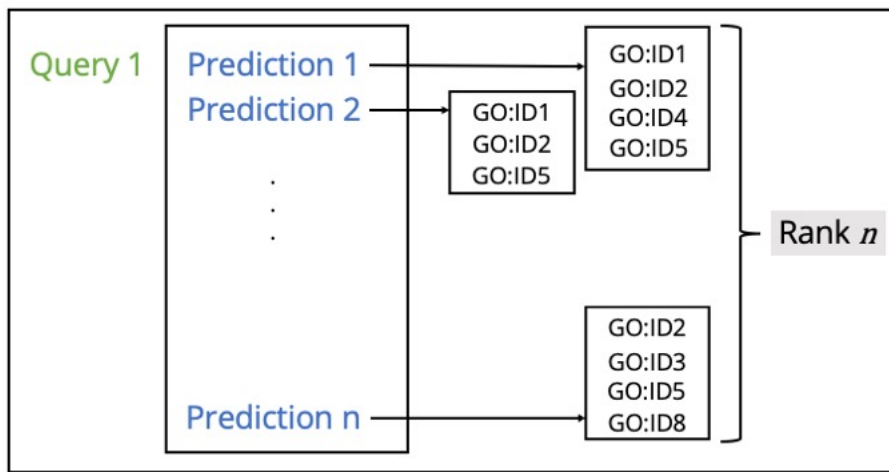 Query 1
Prediction 1
GO:ID1
GO:ID2
GO:ID4
GO:ID5
Prediction 2
GO:ID1
GO:ID2
GO:ID5
.
.
.
Rank n
Prediction n
GO:ID2
GO:ID3
GO:ID5
GO:ID8